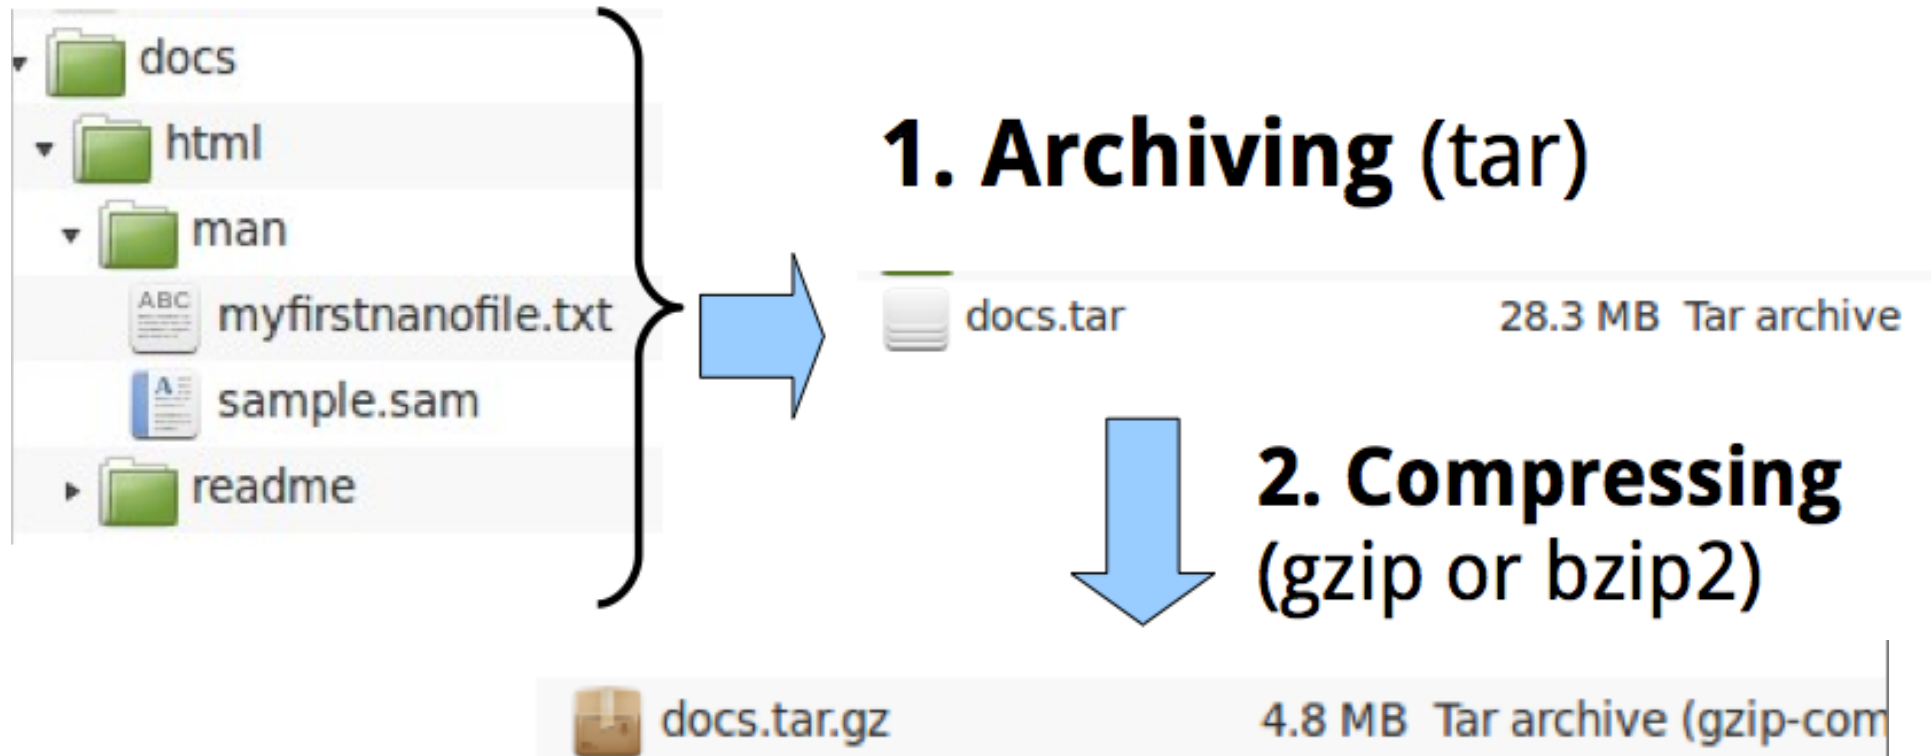 docs
html
man
ABC
myfirstnanofile.txt
A
sample.sam
readme
1. Archiving (tar)
docs.tar 28.3 MB Tar archive
2. Compressing
(gzip or bzip2)
docs.tar.gz 4.8 MB Tar archive (gzip-com